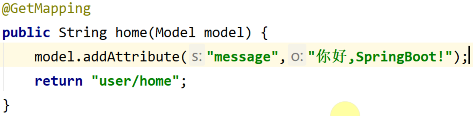 @GetMapping
public String home(Model model) {
model.addAttribute( s: "message", o: "你好,SpringBoot!");
return "user/home";
}